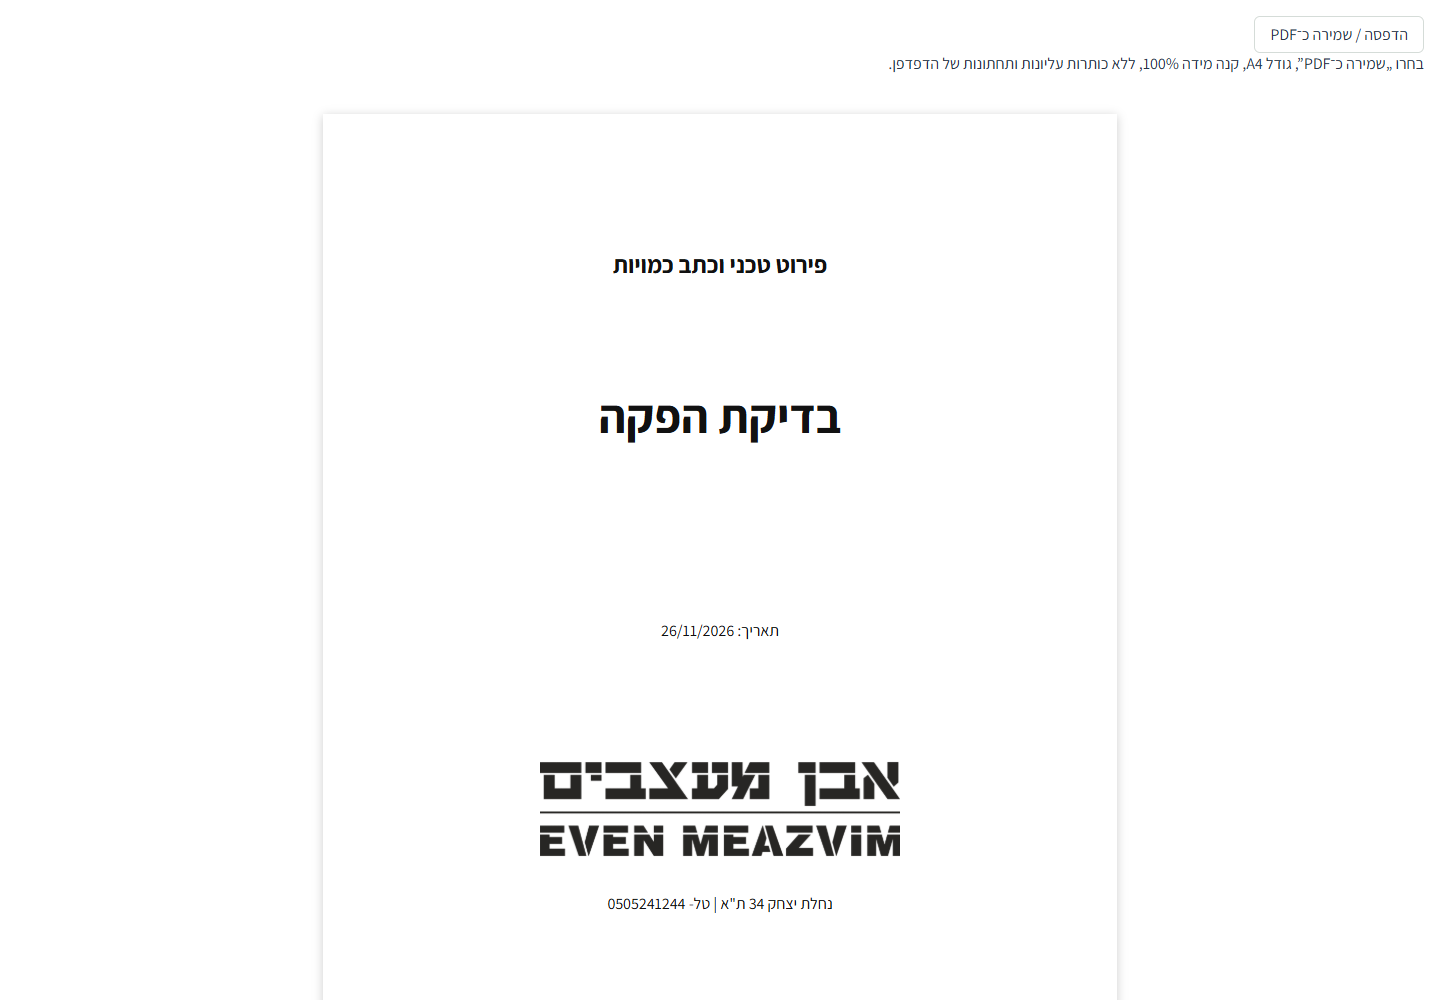 הדפסה / שמירה כ־PDF
בחרו „שמירה כ־PDF”, גודל A4, קנה מידה 100%, ללא כותרות עליונות ותחתונות של הדפדפן.
פירוט טכני וכתב כמויות
בדיקת הפקה
תאריך: 26/11/2026
אבן מעצבים
EVEN MEAZViM
נחלת יצחק 34 ת"א | טל- 0505241244